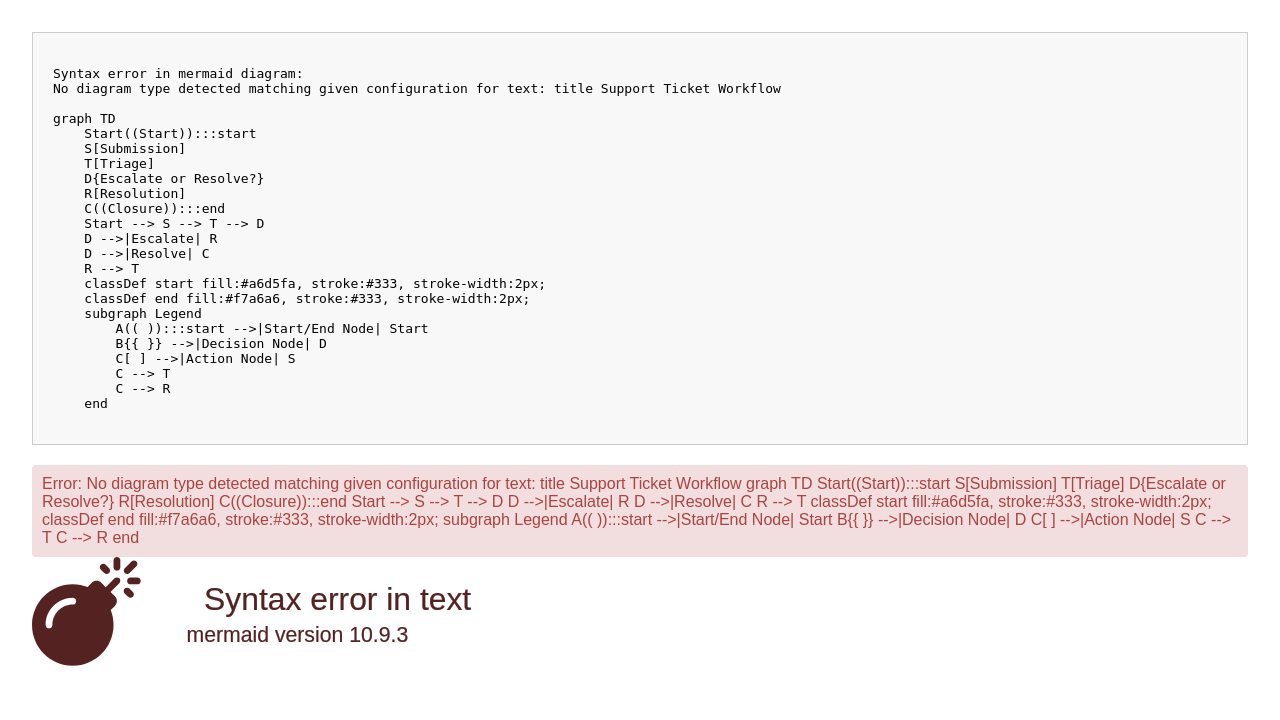 Syntax error in mermaid diagram:
No diagram type detected matching given configuration for text: title Support Ticket Workflow
graph TD
    Start((Start)):::start
    S[Submission]
    T[Triage]
    D{Escalate or Resolve?}
    R[Resolution]
    C((Closure)):::end
    Start --> S --> T --> D
    D -->|Escalate| R
    D -->|Resolve| C
    R --> T
    classDef start fill:#a6d5fa, stroke:#333, stroke-width:2px;
    classDef end fill:#f7a6a6, stroke:#333, stroke-width:2px;
    subgraph Legend
        A(( )):::start -->|Start/End Node| Start
        B{{ }} -->|Decision Node| D
        C[ ] -->|Action Node| S
        C --> T
        C --> R
    end
Error: No diagram type detected matching given configuration for text: title Support Ticket Workflow graph TD Start((Start)):::start S[Submission] T[Triage] D{Escalate or
Resolve?} R[Resolution] C((Closure)):::end Start --> S --> T --> D D -->|Escalate| R D -->|Resolve| C R --> T classDef start fill:#a6d5fa, stroke:#333, stroke-width:2px;
classDef end fill:#f7a6a6, stroke:#333, stroke-width:2px; subgraph Legend A(( )):::start -->|Start/End Node| Start B{{ }} -->|Decision Node| D C[ ] -->|Action Node| S C -->
T C --> R end
Syntax error in text
mermaid version 10.9.3